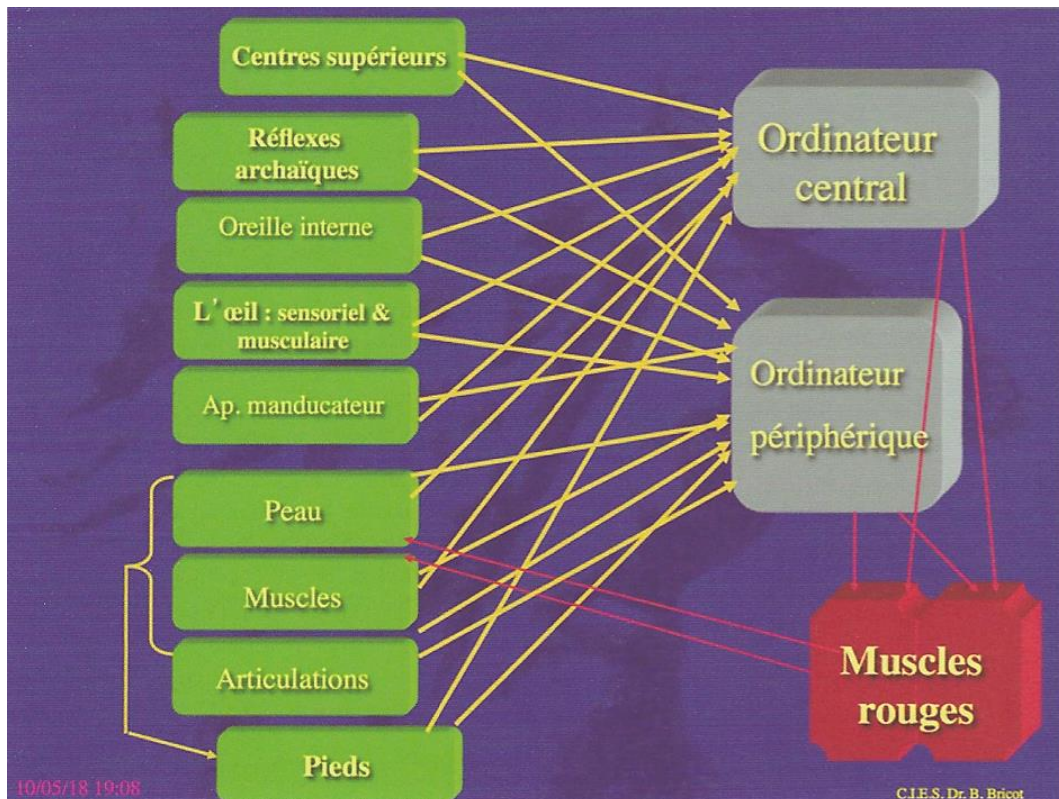 Centres supérieurs
Réflexes
archaïques
Oreille interne
L'œil : sensoriel &
musculaire
Ap. manducateur
Peau
Muscles
Articulations
Pieds
Ordinateur
central
Ordinateur
périphérique
Muscles
rouges
10/05/18 19:08
C.I.E.S. Dr. B. Bricot